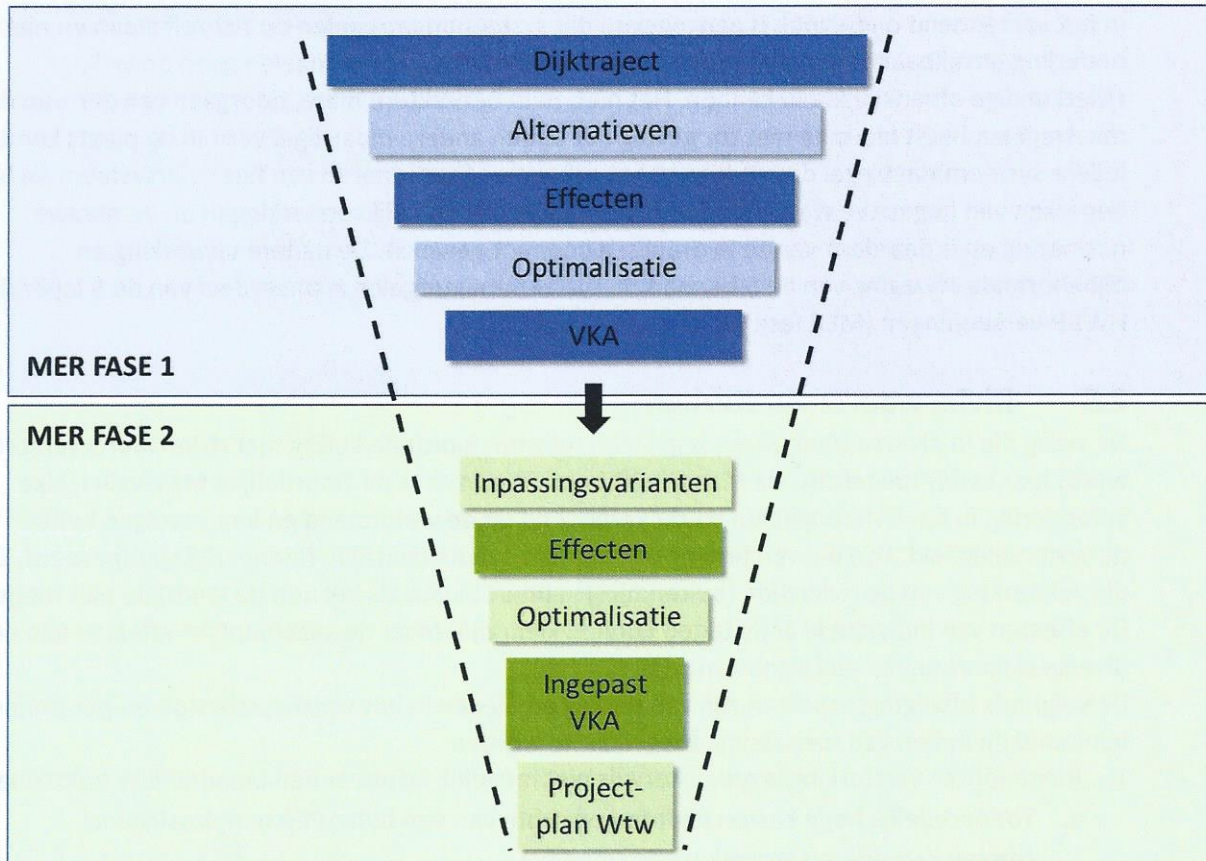 Dijktraject
Alternatieven
Effecten
Optimalisatie
VKA
MER FASE 1
MER FASE 2
Inpassingsvarianten
Effecten
Optimalisatie
Ingepast
VKA
Project-
plan Wtw